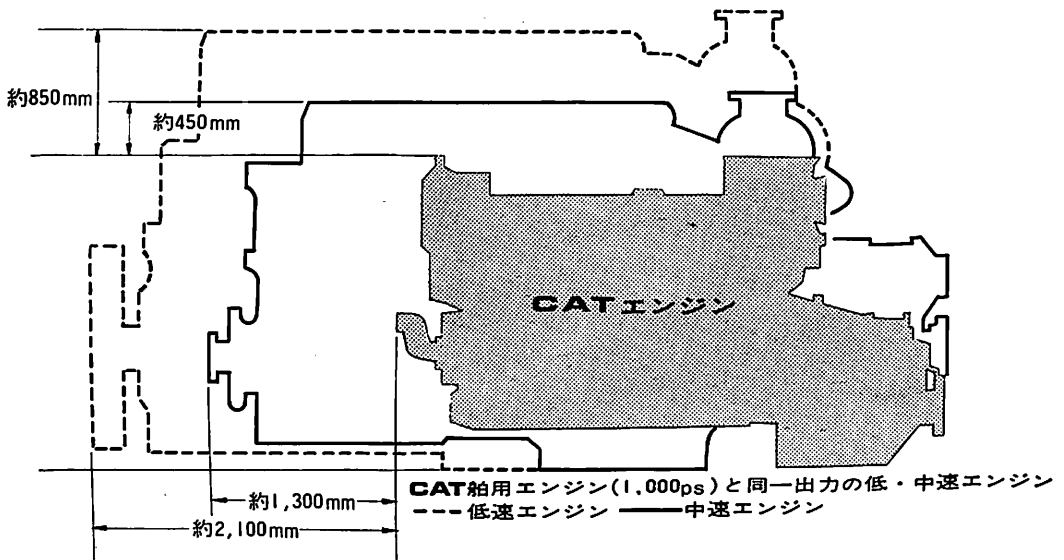 約850mm
約450mm
CATエンジン
約1,300mm
約2,100mm
CAT舶用エンジン(1,000ps)と同一出力の低・中速エンジン
低速エンジン 中速エンジン